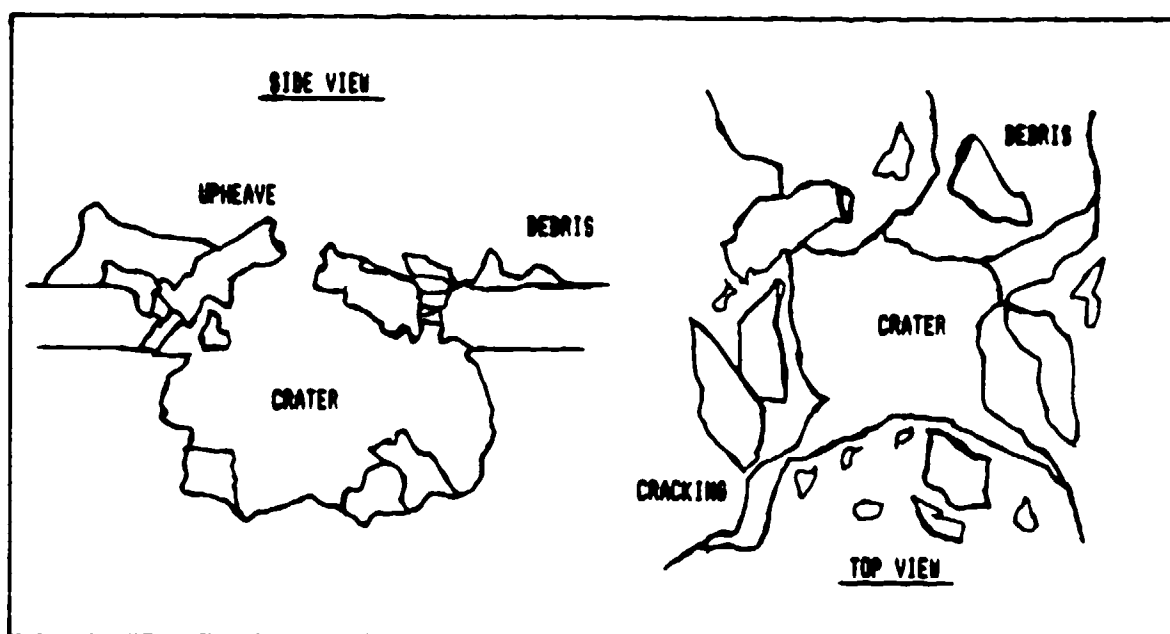 SIDE VIEW
UPHEAVE
DEBRIS
CRATER
DEBRIS
CRATER
CRACKING
TOP VIEW